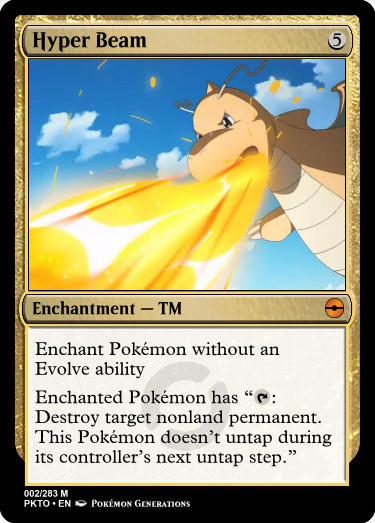 Hyper Beam 5
Enchantment — TM
Enchant Pokémon without an
Evolve ability
Enchanted Pokémon has “ :
Destroy target nonland permanent.
This Pokémon doesn’t untap during
its controller’s next untap step.”
002/283 M
PKTO • EN Pokémon Generations